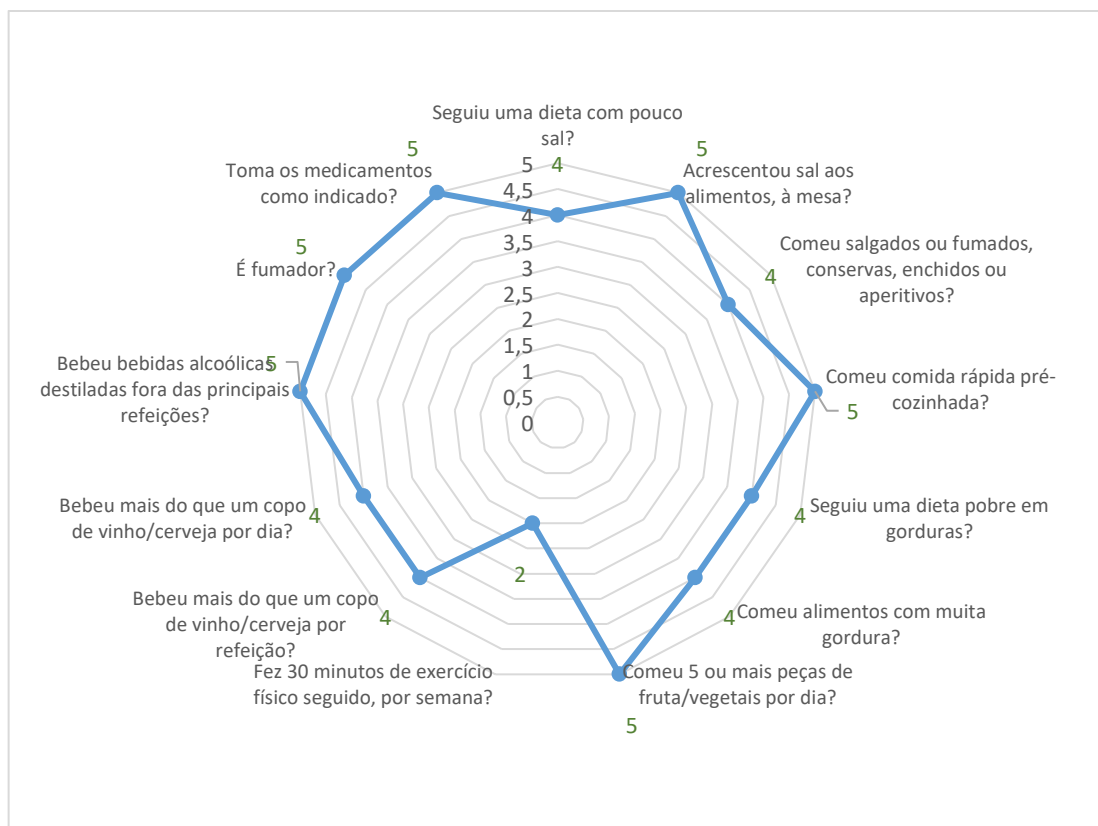 Seguiu uma dieta com pouco
sal?
5
4
5
Toma os medicamentos
como indicado?
Acrescentou sal aos
alimentos, à mesa?
5
4,5
4
3,5
3
2,5
2
1,5
1
0,5
0
5
É fumador?
Comeu salgados ou fumados,
conservas, enchidos ou
aperitivos?
4
Bebeu bebidas alcoólicas
destiladas fora das principais
refeições?
5
Comeu comida rápida pré-
cozinhada?
5
Bebeu mais do que um copo
de vinho/cerveja por dia?
4
4
Seguiu uma dieta pobre em
gorduras?
2
Bebeu mais do que um copo
de vinho/cerveja por
refeição?
4
4
Comeu alimentos com muita
gordura?
Fez 30 minutos de exercício
físico seguido, por semana?
Comeu 5 ou mais peças de
fruta/vegetais por dia?
5